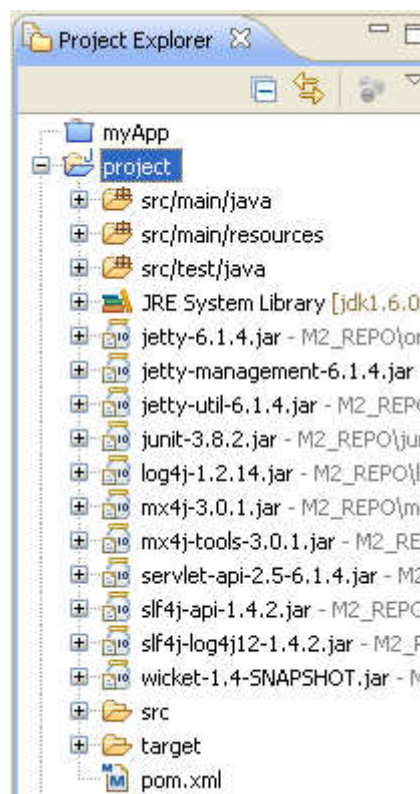 Project Explorer
myApp
project
src/main/java
src/main/resources
src/test/java
JRE System Library [jdk1.6.0
jetty-6.1.4.jar - M2_REPO\or
jetty-management-6.1.4.jar
jetty-util-6.1.4.jar - M2_REPO
junit-3.8.2.jar - M2_REPO\jur
log4j-1.2.14.jar - M2_REPO\l
mx4j-3.0.1.jar - M2_REPO\m
mx4j-tools-3.0.1.jar - M2_RE
servlet-api-2.5-6.1.4.jar - M2
slf4j-api-1.4.2.jar - M2_REPO
slf4j-log4j12-1.4.2.jar - M2_R
wicket-1.4-SNAPSHOT.jar - M
src
target
pom.xml